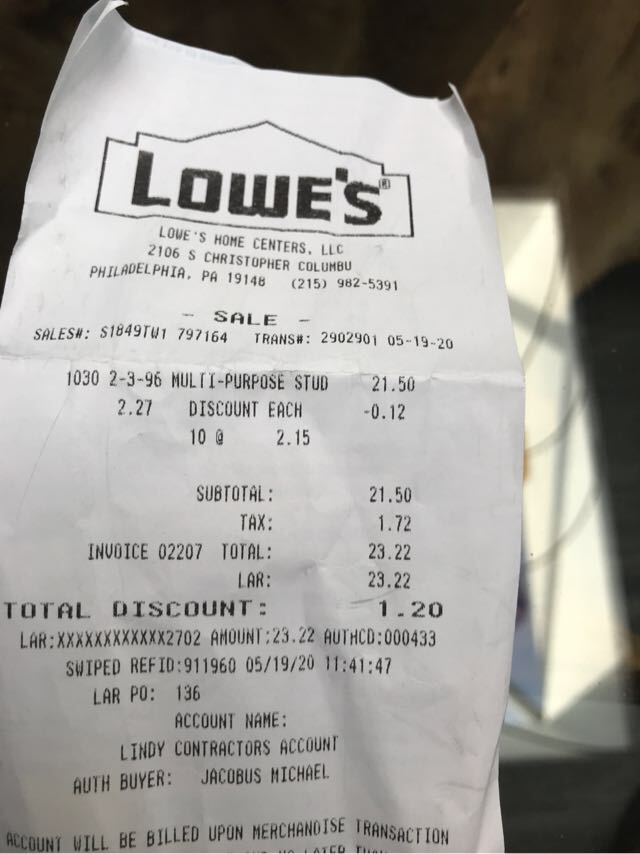 LOWE'S®
LOWE'S HOME CENTERS, LLC
2106 S CHRISTOPHER COLUMBU
PHILADELPHIA, PA 19148 (215) 982-5391
- SALE -
SALES#: S1849TW1 797164 TRANS#: 2902901 05-19-20
1030 2-3-96 MULTI-PURPOSE STUD 21.50
2.27 DISCOUNT EACH -0.12
10 @ 2.15
SUBTOTAL: 21.50
TAX: 1.72
INVOICE 02207 TOTAL: 23.22
LAR: 23.22
TOTAL DISCOUNT: 1.20
LAR:XXXXXXXXXXXX2702 AMOUNT:23.22 AUTHCD:000433
SWIPED REFID:911960 05/19/20 11:41:47
LAR PO: 136
ACCOUNT NAME:
LINDY CONTRACTORS ACCOUNT
AUTH BUYER: JACOBUS MICHAEL
ACCOUNT WILL BE BILLED UPON MERCHANDISE TRANSACTION